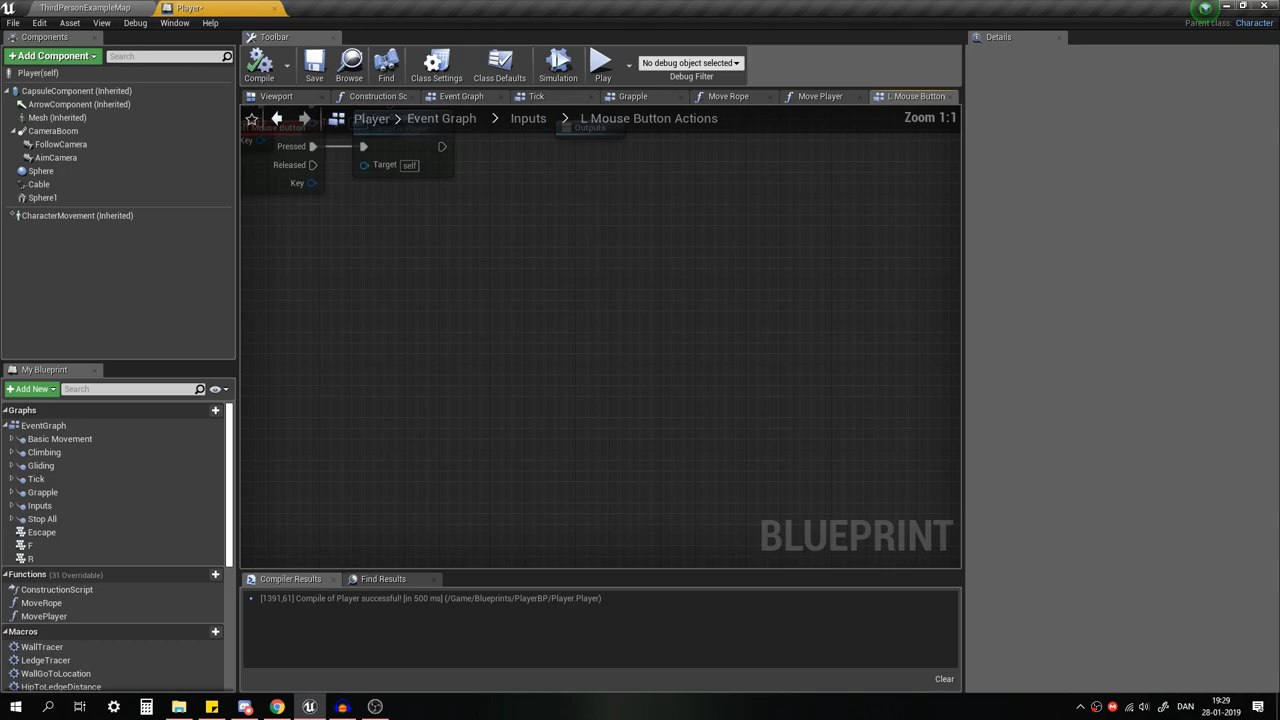 ThirdPersonExampleMap
Player*
File Edit Asset View Debug Window Help
Parent class: Character
Components
+Add Component
Search
Player(self)
CapsuleComponent (Inherited)
ArrowComponent (Inherited)
Mesh (Inherited)
CameraBoom
FollowCamera
AimCamera
Sphere
Cable
Sphere1
CharacterMovement (Inherited)
Toolbar
Compile
Save
Browse
Find
Class Settings
Class Defaults
Simulation
Play
No debug object selected
Debug Filter
Details
Viewport
Construction Sc
Event Graph
Tick
Grapple
Move Rope
Move Player
L Mouse Button
Player > Event Graph > Inputs > L Mouse Button Actions
Zoom 1:1
Mouse Button
Key
Pressed
Released
Key
Target self
Outputs
BLUEPRINT
My Blueprint
+Add New
Search
Graphs
EventGraph
Basic Movement
Climbing
Gliding
Tick
Grapple
Inputs
Stop All
Escape
F
R
Functions (31 Overridable)
ConstructionScript
MoveRope
MovePlayer
Macros
WallTracer
LedgeTracer
WallGoToLocation
HipToLedgeDistance
Compiler Results
Find Results
[1391,61] Compile of Player successful! [in 500 ms] (/Game/Blueprints/PlayerBP/Player.Player)
Clear
DAN
19:29
28-01-2019